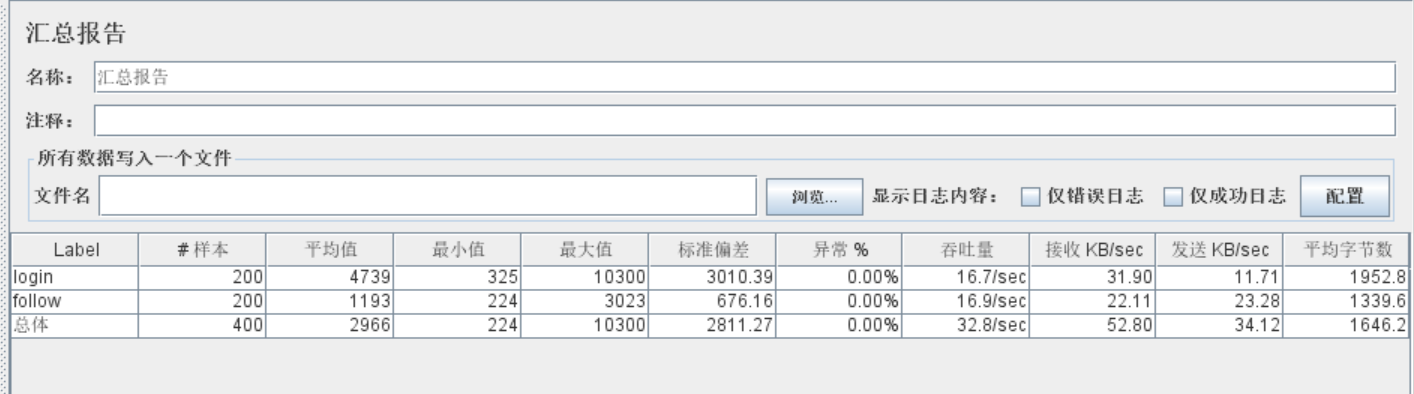 汇总报告
名称： 汇总报告
注释：
所有数据写入一个文件
文件名 浏览... 显示日志内容： 仅错误日志 仅成功日志 配置
Label # 样本 平均值 最小值 最大值 标准偏差 异常 % 吞吐量 接收 KB/sec 发送 KB/sec 平均字节数
login 200 4739 325 10300 3010.39 0.00% 16.7/sec 31.90 11.71 1952.8
follow 200 1193 224 3023 676.16 0.00% 16.9/sec 22.11 23.28 1339.6
总体 400 2966 224 10300 2811.27 0.00% 32.8/sec 52.80 34.12 1646.2